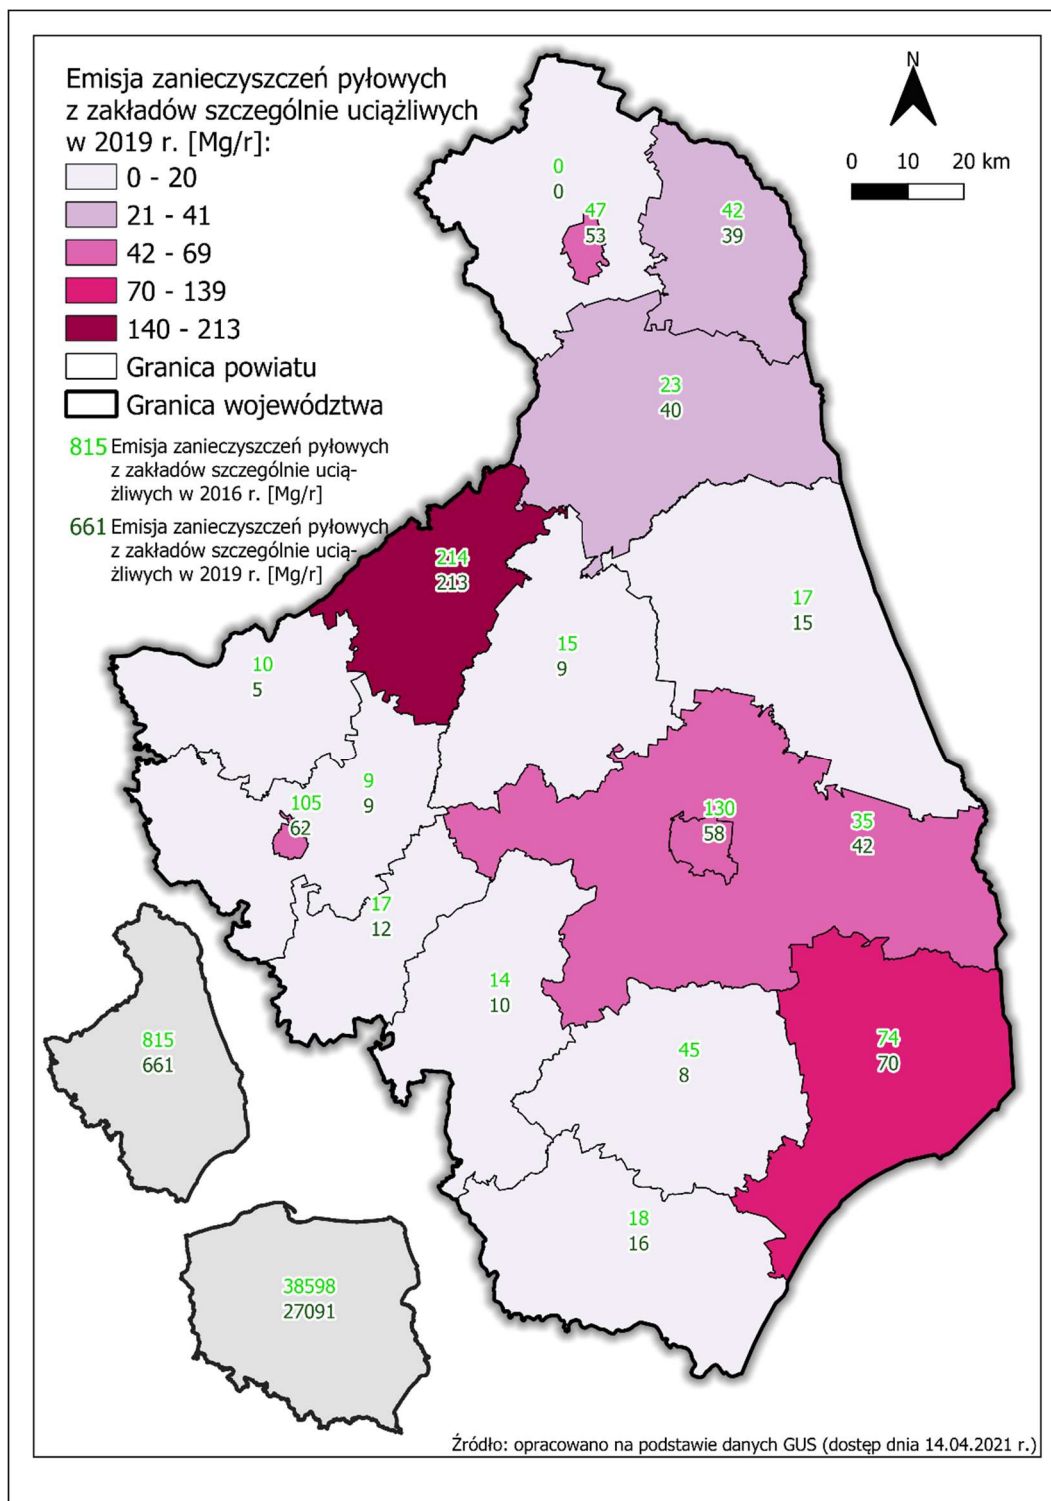 Emisja zanieczyszczeń pyłowych
z zakładów szczególnie uciążliwych
w 2019 r. [Mg/r]:
0 - 20
21 - 41
42 - 69
70 - 139
140 - 213
Granica powiatu
Granica województwa
815 Emisja zanieczyszczeń pyłowych
z zakładów szczególnie ucią-
żliwych w 2016 r. [Mg/r]
661 Emisja zanieczyszczeń pyłowych
z zakładów szczególnie ucią-
żliwych w 2019 r. [Mg/r]
N
0 10 20 km
0
0
47
53
42
39
23
40
214
213
17
15
15
9
10
5
9
9
105
62
130
58
35
42
17
12
14
10
45
8
74
70
18
16
815
661
38598
27091
Źródło: opracowano na podstawie danych GUS (dostęp dnia 14.04.2021 r.)